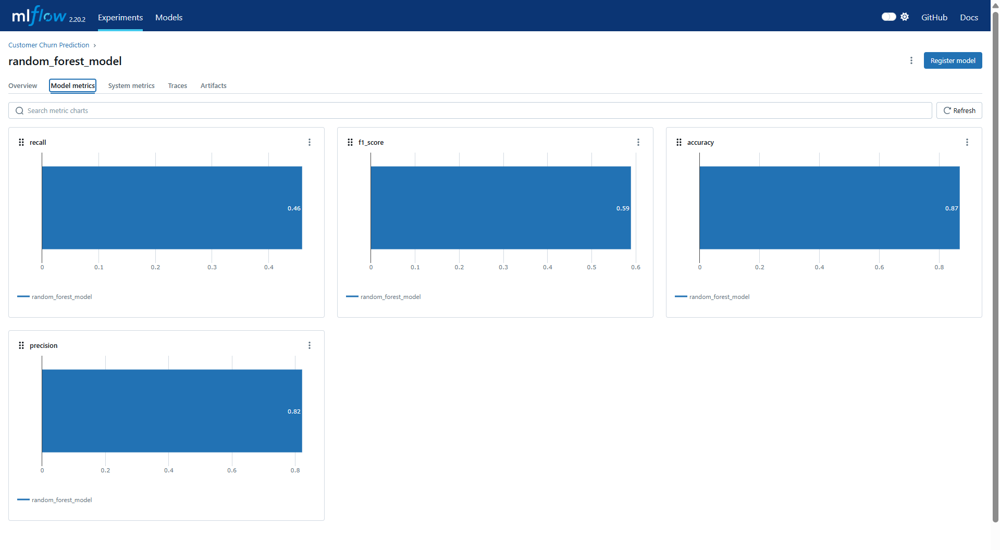 mlflow 2.20.2 Experiments Models GitHub Docs
Customer Churn Prediction ›
random_forest_model
Register model
Overview Model metrics System metrics Traces Artifacts
Search metric charts
Refresh
recall
0.46
0 0.1 0.2 0.3 0.4
random_forest_model
f1_score
0.59
0 0.1 0.2 0.3 0.4 0.5 0.6
random_forest_model
accuracy
0.87
0 0.2 0.4 0.6 0.8
random_forest_model
precision
0.82
0 0.2 0.4 0.6 0.8
random_forest_model